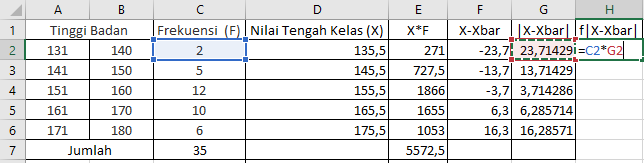 A B C D E F G H
1 Tinggi Badan Frekuensi (F) Nilai Tengah Kelas (X) X*F X-Xbar |X-Xbar| f|X-Xbar|
2 131 140 2 135,5 271 -23,7 23,71429 =C2*G2
3 141 150 5 145,5 727,5 -13,7 13,71429
4 151 160 12 155,5 1866 -3,7 3,714286
5 161 170 10 165,5 1655 6,3 6,285714
6 171 180 6 175,5 1053 16,3 16,28571
7 Jumlah 35 5572,5